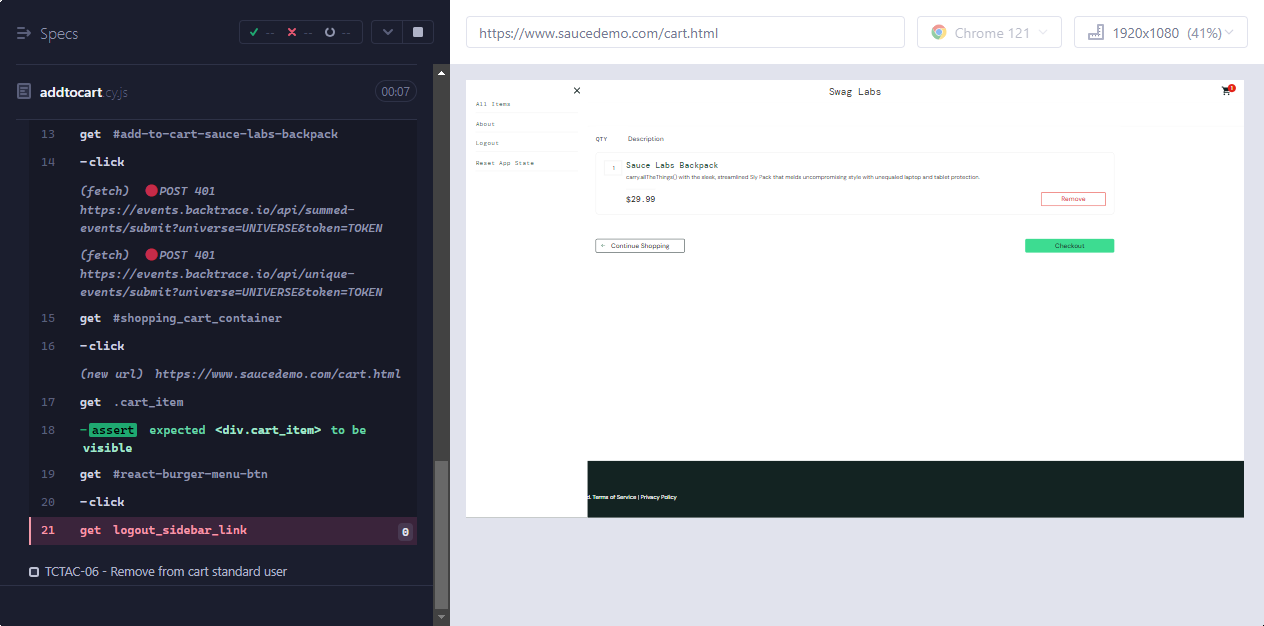 Specs
-- -- --
addtocart.cy.js
00:07
13 get #add-to-cart-sauce-labs-backpack
14 -click
(fetch) POST 401
https://events.backtrace.io/api/summed-
events/submit?universe=UNIVERSE&token=TOKEN
(fetch) POST 401
https://events.backtrace.io/api/unique-
events/submit?universe=UNIVERSE&token=TOKEN
15 get #shopping_cart_container
16 -click
(new url) https://www.saucedemo.com/cart.html
17 get .cart_item
18 -assert expected <div.cart_item> to be
visible
19 get #react-burger-menu-btn
20 -click
21 get logout_sidebar_link 0
TCTAC-06 - Remove from cart standard user
https://www.saucedemo.com/cart.html
Chrome 121
1920x1080 (41%)
All Items
About
Logout
Reset App State
Swag Labs
1
QTY Description
1 Sauce Labs Backpack
carry.allTheThings() with the sleek, streamlined Sly Pack that melds uncompromising style with unequaled laptop and tablet protection.
$29.99
Remove
← Continue Shopping
Checkout
d. Terms of Service | Privacy Policy